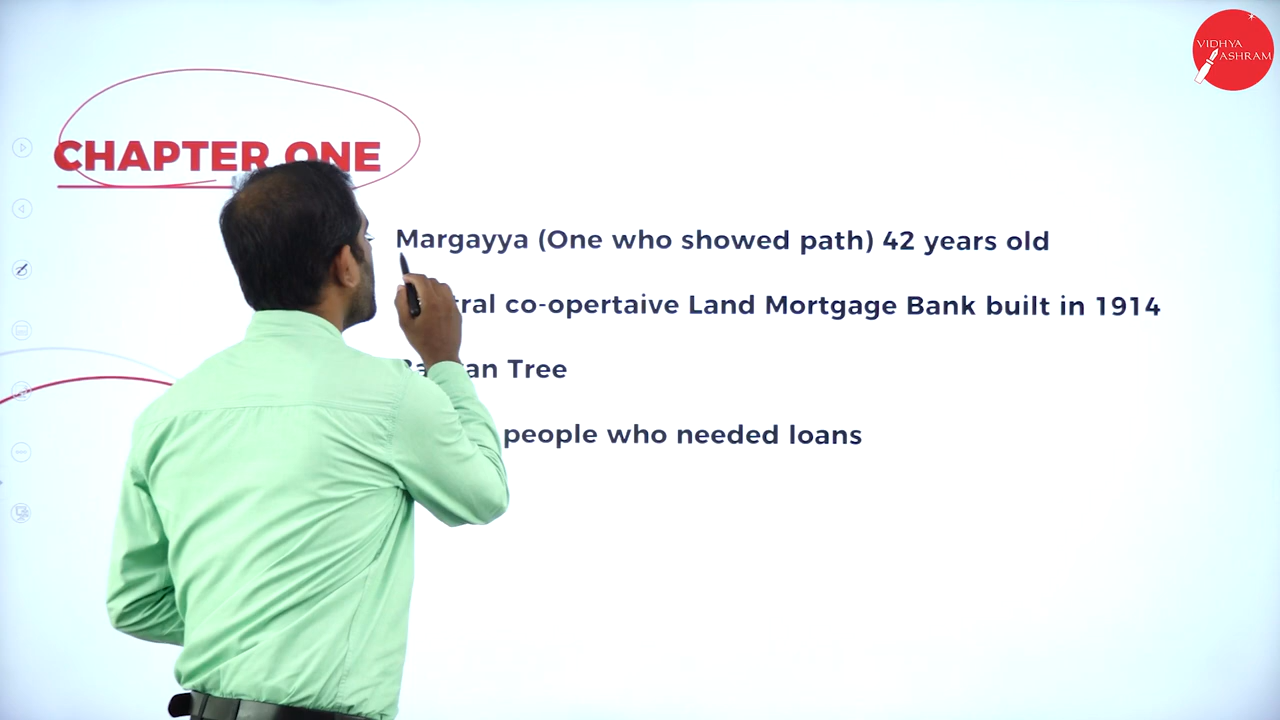 VIDHYA
ASHRAM
CHAPTER ONE
Margayya (One who showed path) 42 years old
co-opertaive Land Mortgage Bank built in 1914
Tree
people who needed loans